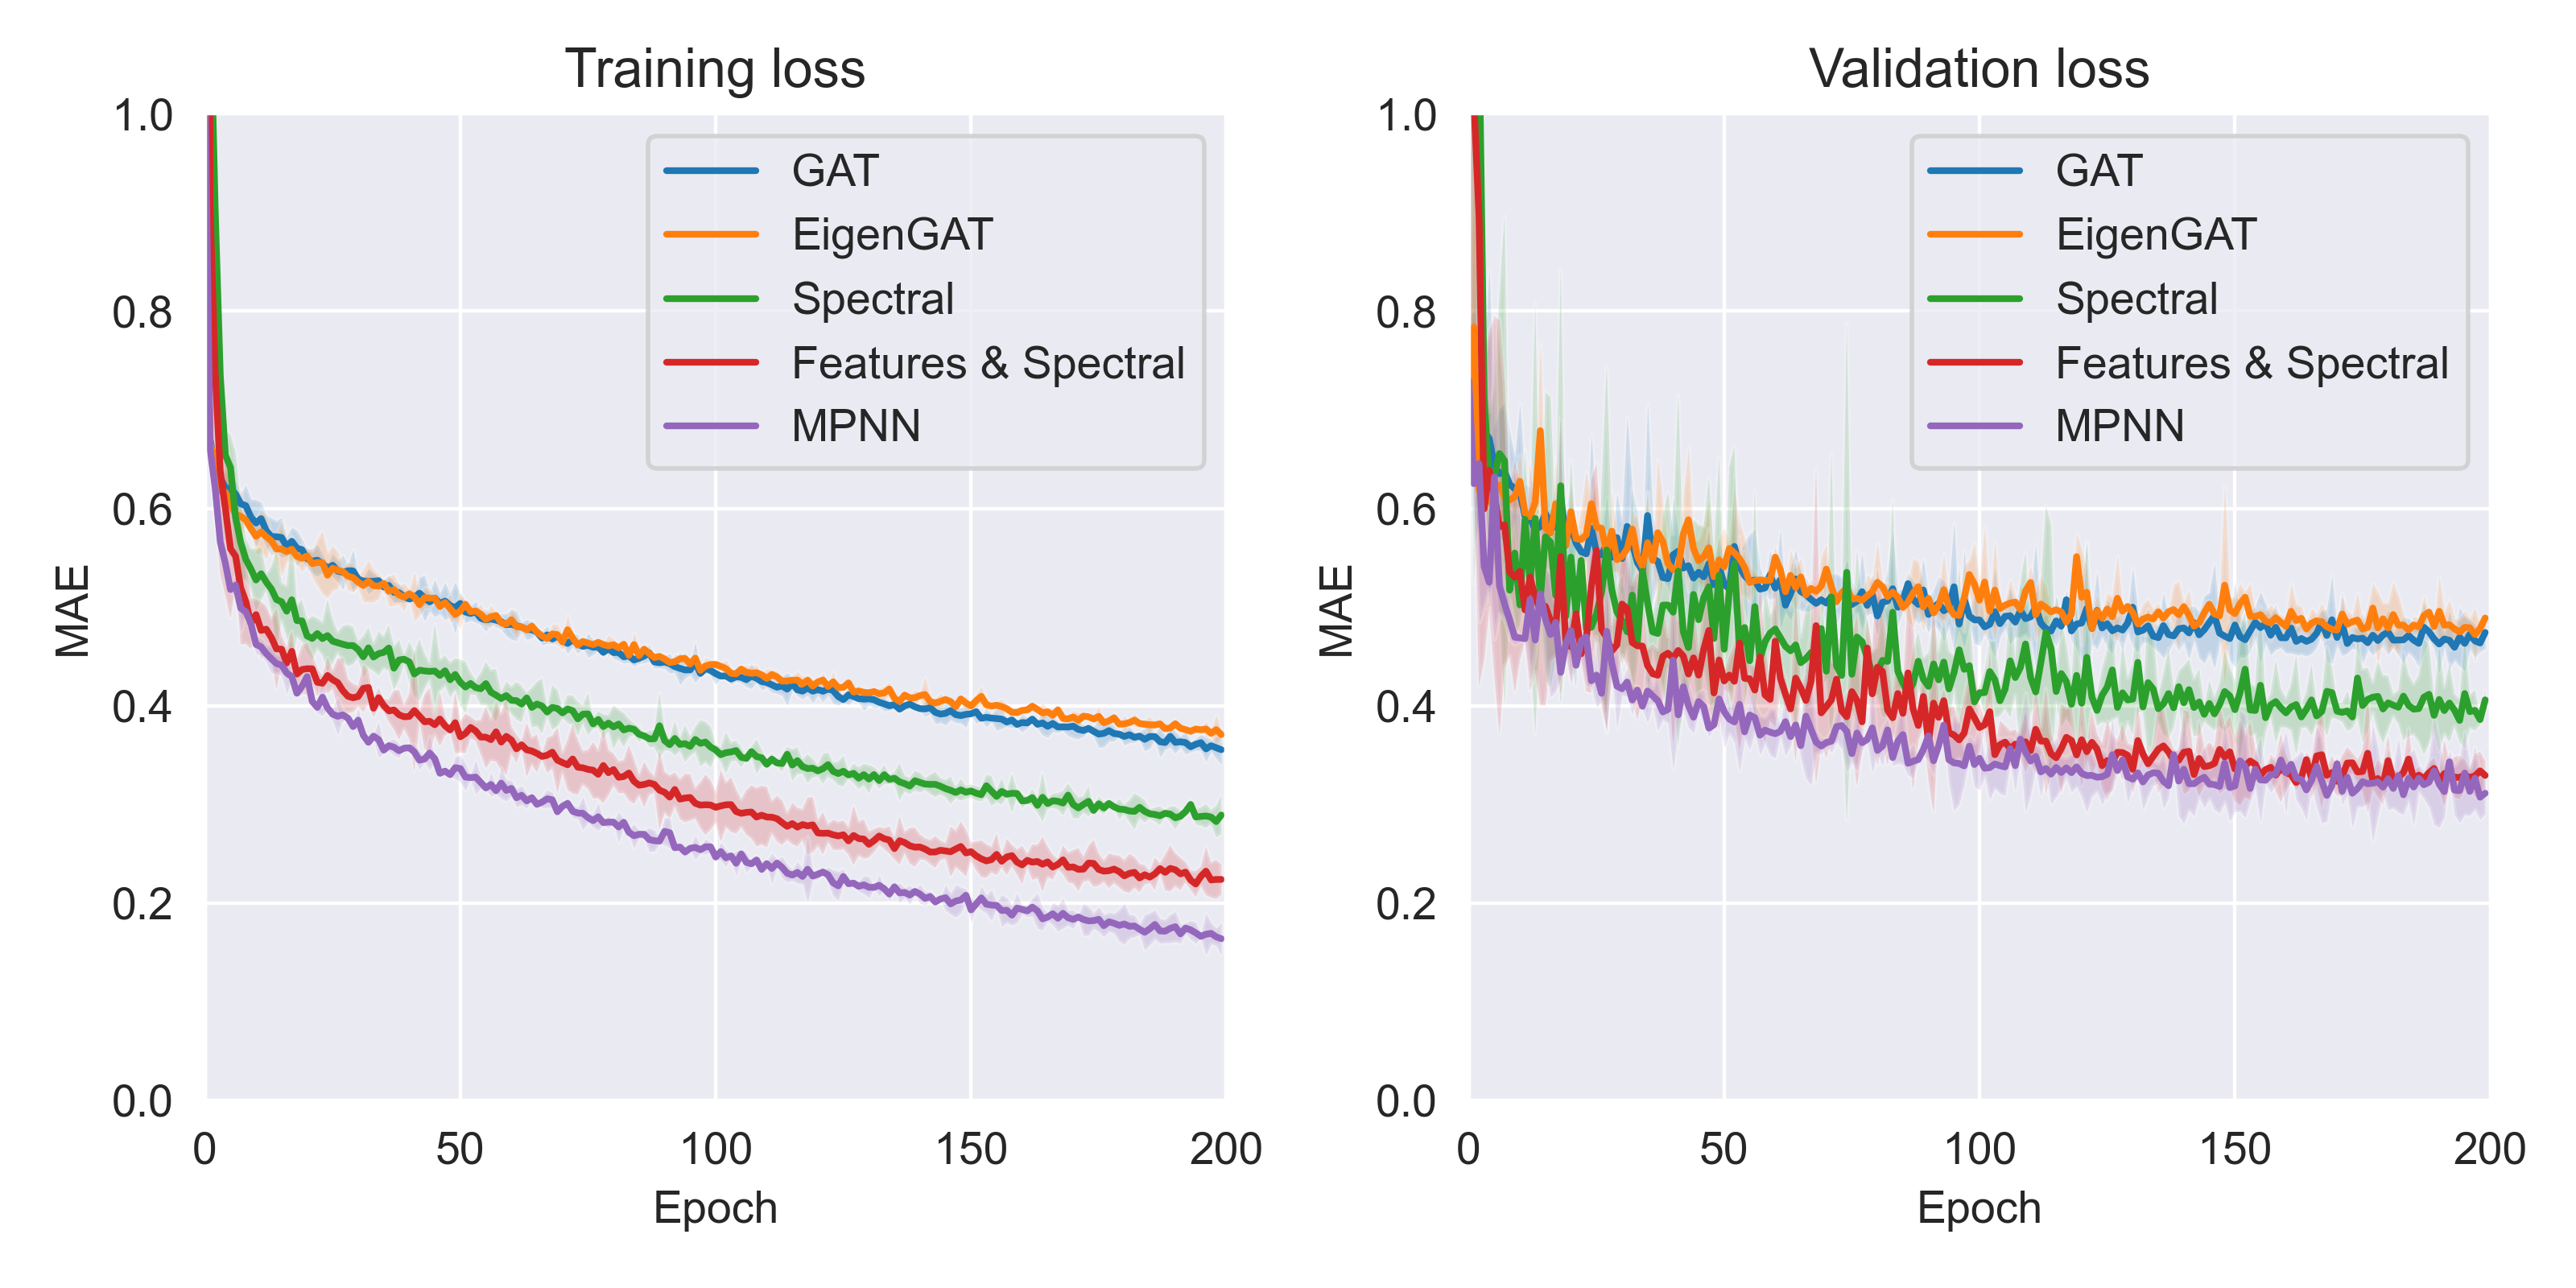 Training loss
MAE
1.0
0.8
0.6
0.4
0.2
0.0
0 50 100 150 200
Epoch
GAT
EigenGAT
Spectral
Features & Spectral
MPNN
Validation loss
MAE
1.0
0.8
0.6
0.4
0.2
0.0
0 50 100 150 200
Epoch
GAT
EigenGAT
Spectral
Features & Spectral
MPNN